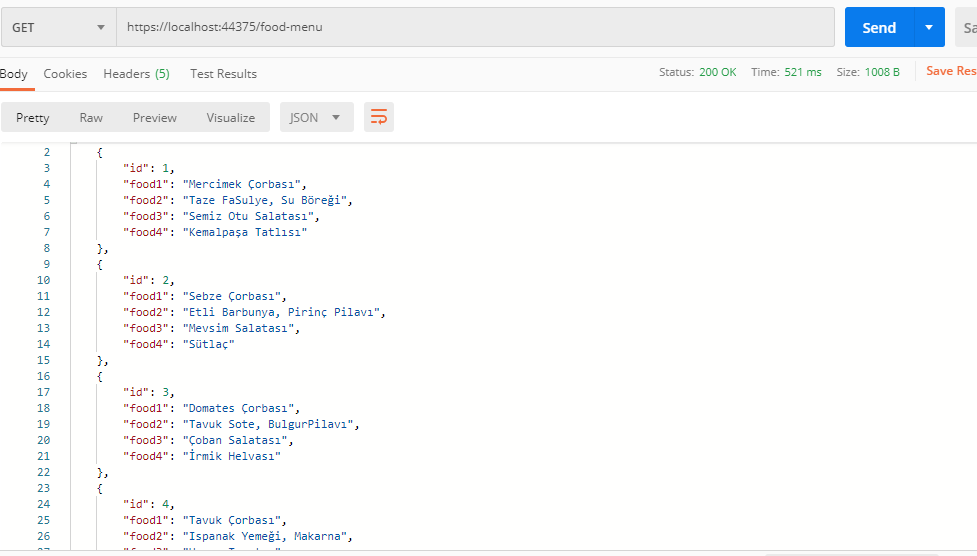 GET https://localhost:44375/food-menu Send
Body Cookies Headers (5) Test Results Status: 200 OK Time: 521 ms Size: 1008 B Save Res
Pretty Raw Preview Visualize JSON
2 {
3 "id": 1,
4 "food1": "Mercimek Çorbası",
5 "food2": "Taze FaSulye, Su Böreği",
6 "food3": "Semiz Otu Salatası",
7 "food4": "Kemalpaşa Tatlısı"
8 },
9 {
10 "id": 2,
11 "food1": "Sebze Çorbası",
12 "food2": "Etli Barbunya, Pirinç Pilavı",
13 "food3": "Mevsim Salatası",
14 "food4": "Sütlaç"
15 },
16 {
17 "id": 3,
18 "food1": "Domates Çorbası",
19 "food2": "Tavuk Sote, BulgurPilavı",
20 "food3": "Çoban Salatası",
21 "food4": "İrmik Helvası"
22 },
23 {
24 "id": 4,
25 "food1": "Tavuk Çorbası",
26 "food2": "Ispanak Yemeği, Makarna",